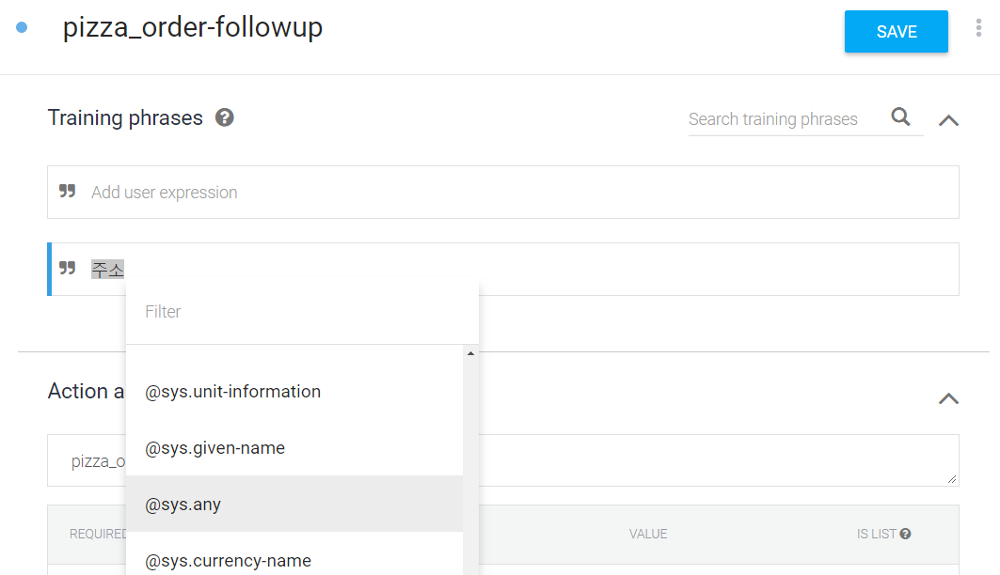 pizza_order-followup
SAVE
Training phrases
Search training phrases
Add user expression
주소
Filter
@sys.unit-information
Action a
@sys.given-name
pizza_o
@sys.any
REQUIRED
VALUE
IS LIST
@sys.currency-name